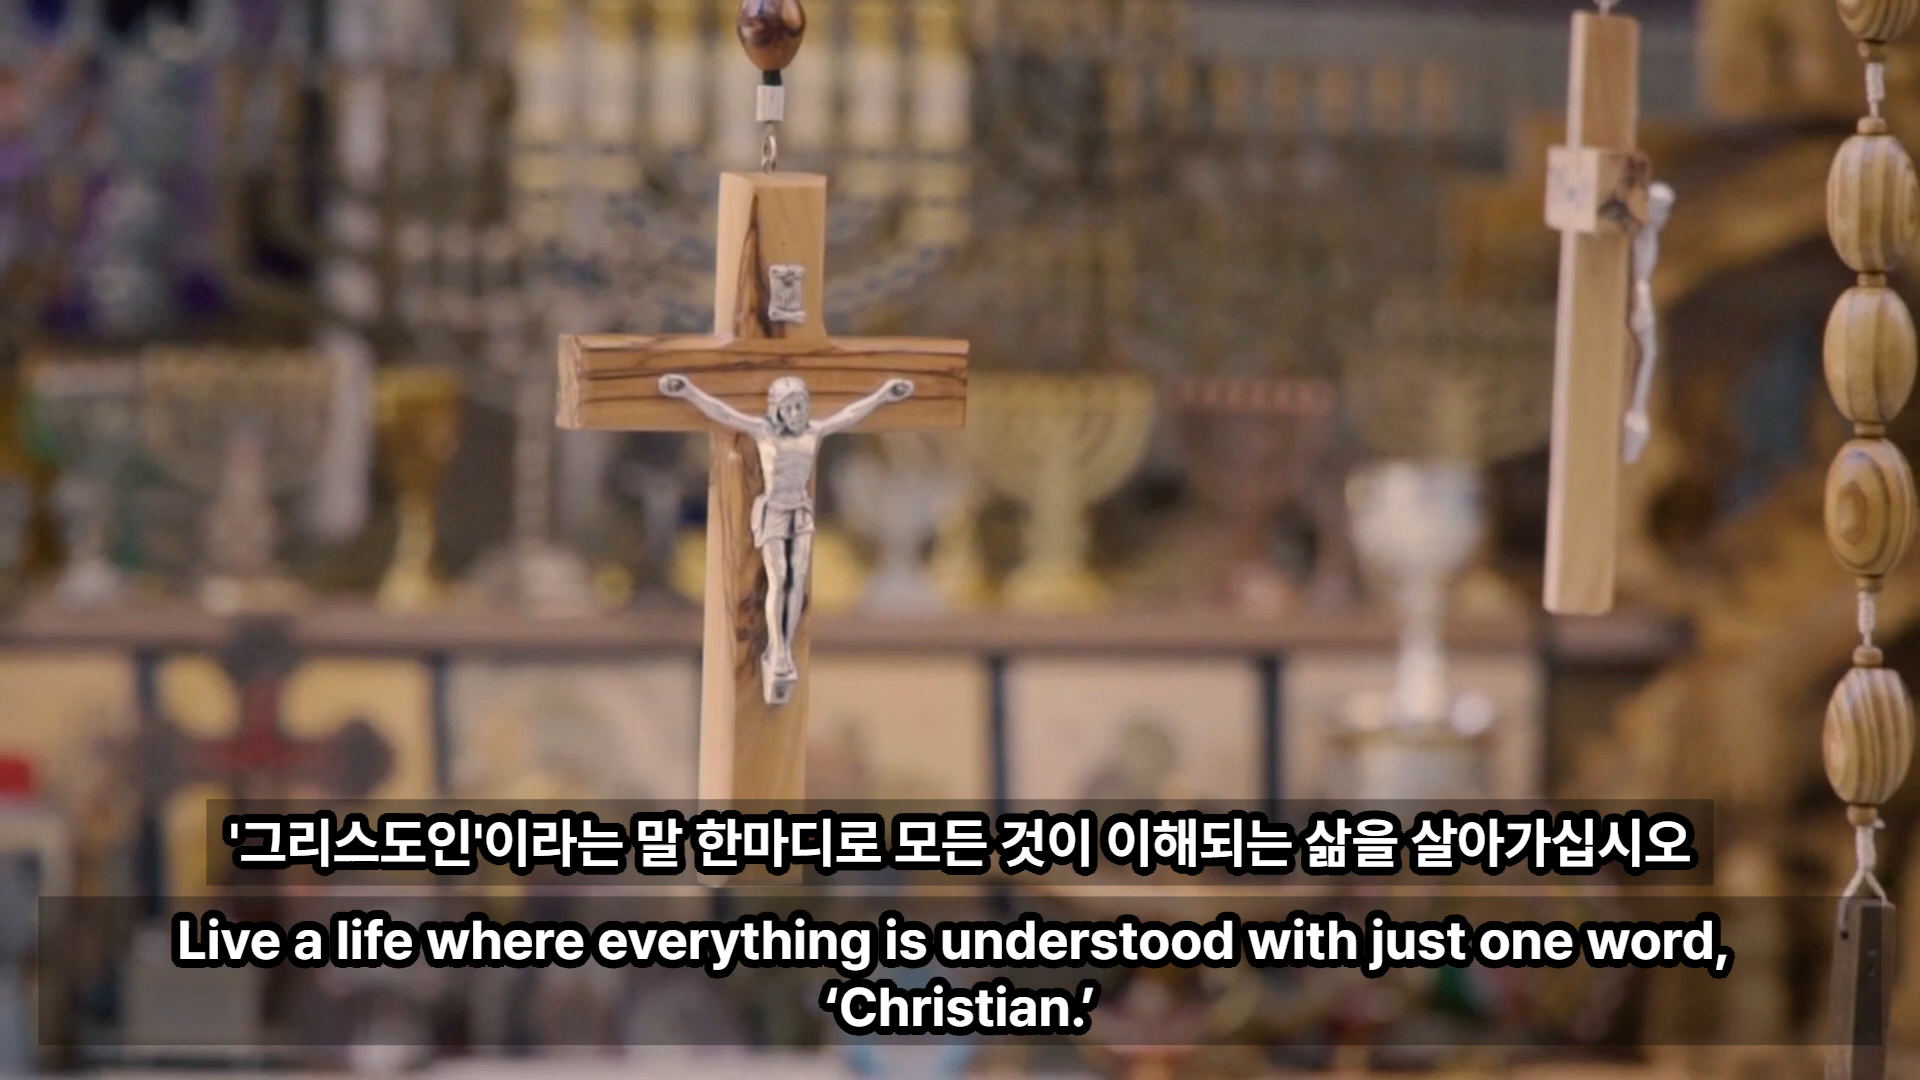 '그리스도인'이라는 말 한마디로 모든 것이 이해되는 삶을 살아가십시오
Live a life where everything is understood with just one word,
‘Christian.’